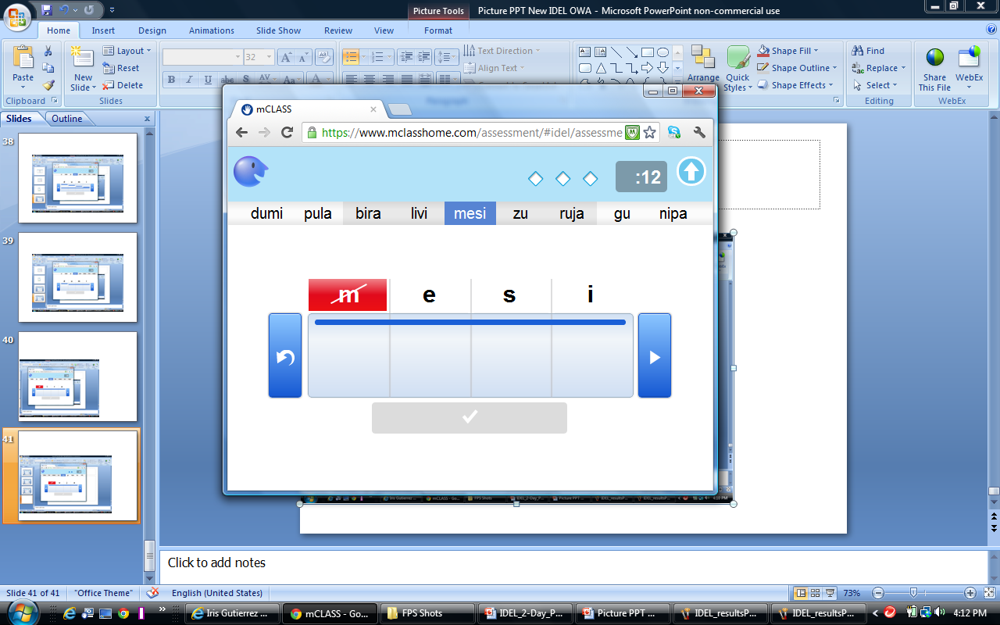 Picture Tools
Picture PPT New IDEL OWA - Microsoft PowerPoint non-commercial use
Home Insert Design Animations Slide Show Review View Format
Paste
New Slide
Layout
Reset
Delete
32
Text Direction
Align Text
Arrange
Quick Styles
Shape Fill
Shape Outline
Shape Effects
Find
Replace
Select
Share This File
WebEx
Clipboard Slides Paragraph Editing WebEx
Slides Outline
38
39
40
41
mCLASS
https://www.mclasshome.com/assessment/#idel/assessme
:12
dumi pula bira livi mesi zu ruja gu nipa
m e s i
Click to add notes
Slide 41 of 41 "Office Theme" English (United States) 73%
Iris Gutierrez ... mCLASS - Go... FPS Shots IDEL_2-Day_P... Picture PPT ... IDEL_resultsP... IDEL_resultsP... 4:12 PM